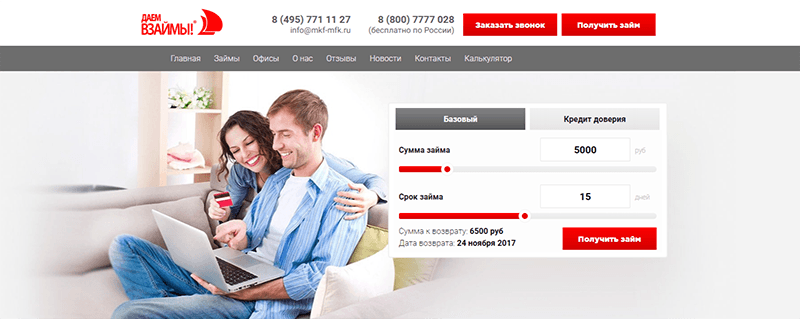 ДАЕМ
ВЗАЙМЫ!®
8 (495) 771 11 27
info@mkf-mfk.ru
8 (800) 7777 028
(бесплатно по России)
Заказать звонок
Получить займ
Главная Займы Офисы О нас Отзывы Новости Контакты Калькулятор
Базовый
Кредит доверия
Сумма займа 5000 руб
Срок займа 15 дней
Сумма к возврату: 6500 руб
Дата возврата: 24 ноября 2017
Получить займ